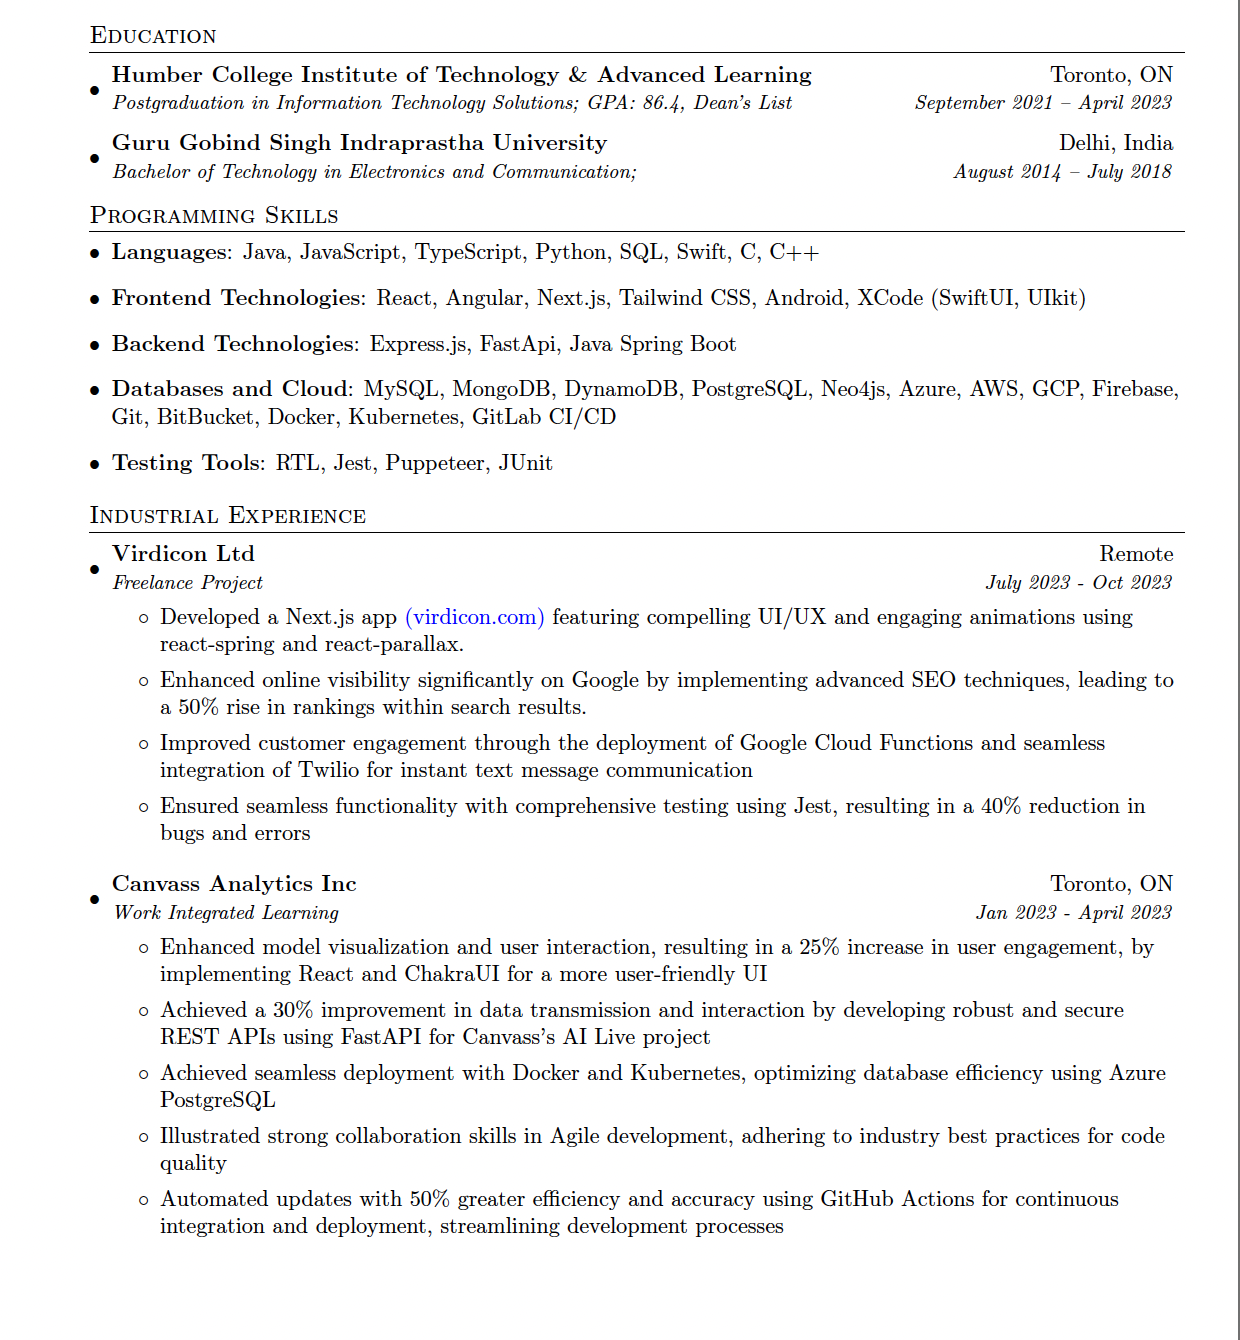 Education
Humber College Institute of Technology & Advanced Learning Toronto, ON
Postgraduation in Information Technology Solutions; GPA: 86.4, Dean's List September 2021 – April 2023
Guru Gobind Singh Indraprastha University Delhi, India
Bachelor of Technology in Electronics and Communication; August 2014 – July 2018
Programming Skills
• Languages: Java, JavaScript, TypeScript, Python, SQL, Swift, C, C++
• Frontend Technologies: React, Angular, Next.js, Tailwind CSS, Android, XCode (SwiftUI, UIkit)
• Backend Technologies: Express.js, FastApi, Java Spring Boot
• Databases and Cloud: MySQL, MongoDB, DynamoDB, PostgreSQL, Neo4js, Azure, AWS, GCP, Firebase,
Git, BitBucket, Docker, Kubernetes, GitLab CI/CD
• Testing Tools: RTL, Jest, Puppeteer, JUnit
Industrial Experience
Virdicon Ltd Remote
Freelance Project July 2023 - Oct 2023
◦ Developed a Next.js app (virdicon.com) featuring compelling UI/UX and engaging animations using
react-spring and react-parallax.
◦ Enhanced online visibility significantly on Google by implementing advanced SEO techniques, leading to
a 50% rise in rankings within search results.
◦ Improved customer engagement through the deployment of Google Cloud Functions and seamless
integration of Twilio for instant text message communication
◦ Ensured seamless functionality with comprehensive testing using Jest, resulting in a 40% reduction in
bugs and errors
Canvass Analytics Inc Toronto, ON
Work Integrated Learning Jan 2023 - April 2023
◦ Enhanced model visualization and user interaction, resulting in a 25% increase in user engagement, by
implementing React and ChakraUI for a more user-friendly UI
◦ Achieved a 30% improvement in data transmission and interaction by developing robust and secure
REST APIs using FastAPI for Canvass's AI Live project
◦ Achieved seamless deployment with Docker and Kubernetes, optimizing database efficiency using Azure
PostgreSQL
◦ Illustrated strong collaboration skills in Agile development, adhering to industry best practices for code
quality
◦ Automated updates with 50% greater efficiency and accuracy using GitHub Actions for continuous
integration and deployment, streamlining development processes